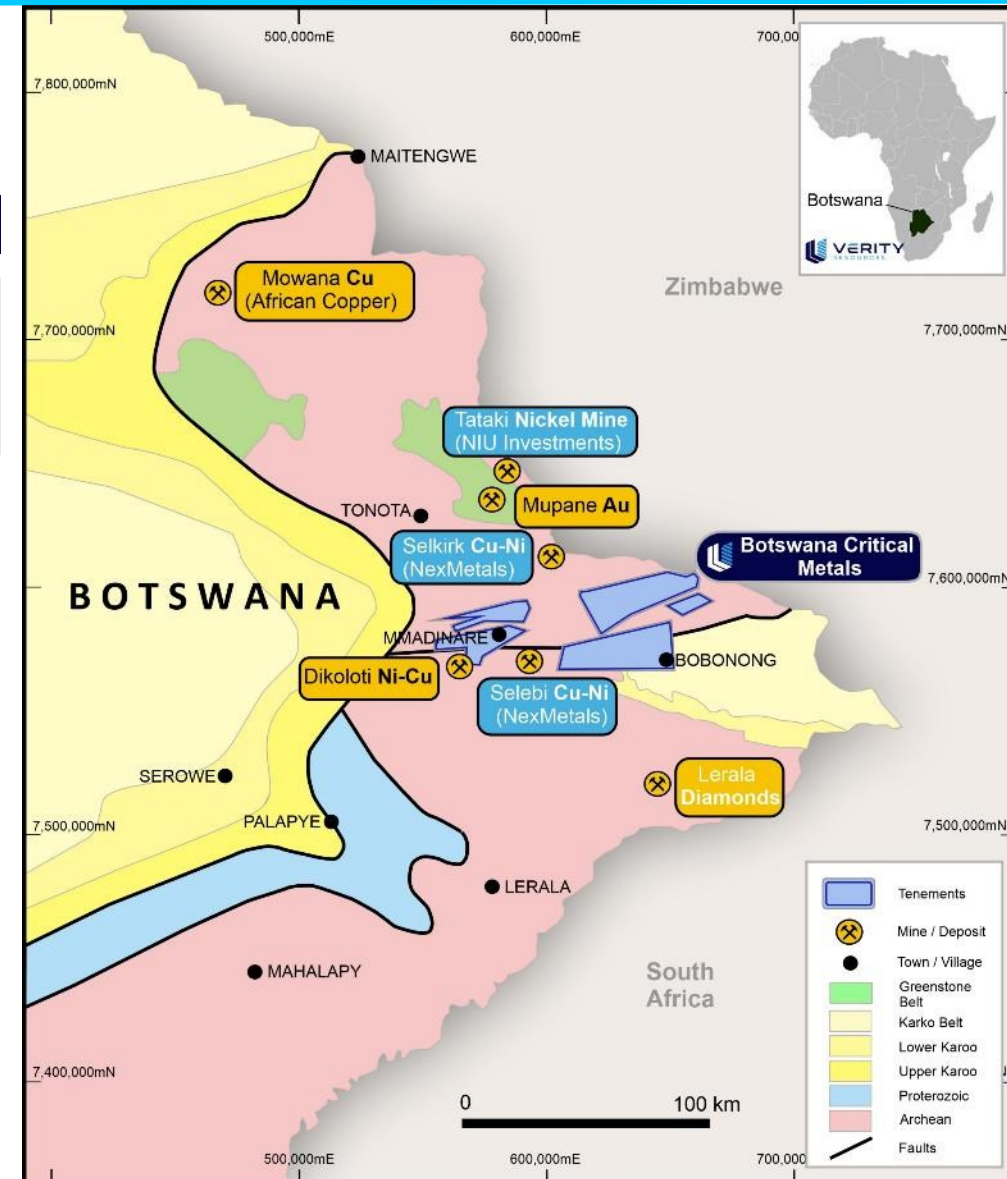 500,000mE
600,000mE
700,00
7,800,000mN
MAITENGWE
Botswana
VERITY
RESOURCES
Zimbabwe
Mowana Cu
(African Copper)
7,700,000mN
7,700,000mN
Tataki Nickel Mine
(NIU Investments)
Mupane Au
TONOTA
Selkirk Cu-Ni
(NexMetals)
Botswana Critical
Metals
7,600,000mN
BOTSWANA
MMADINARE
BOBONONG
Dikoloti Ni-Cu
Selebi Cu-Ni
(NexMetals)
SEROWE
Lerala
Diamonds
PALAPYE
7,500,000mN
7,500,000mN
LERALA
MAHALAPY
South
Africa
Tenements
Mine / Deposit
Town / Village
Greenstone
Belt
Karko Belt
Lower Karoo
Upper Karoo
Proterozoic
Archean
Faults
7,400,000mN
0
100 km
500,000mE
600,000mE
700,00